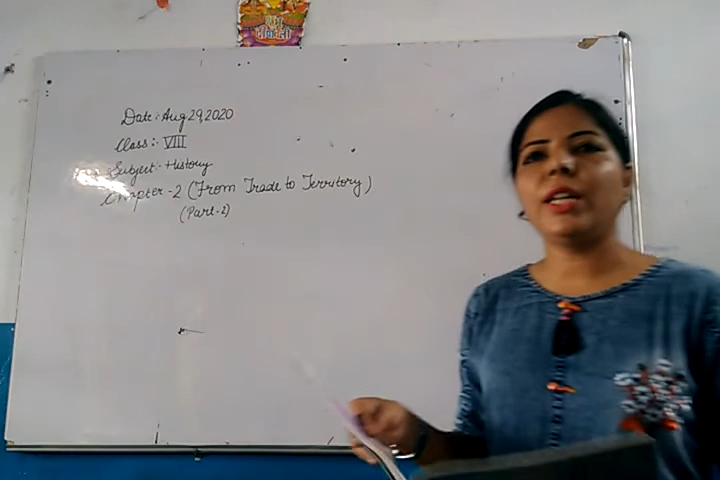 Date:- Aug 29, 2020
Class:- VIII
Subject:- History
Chapter-2 (From Trade to Territory)
(Part-2)